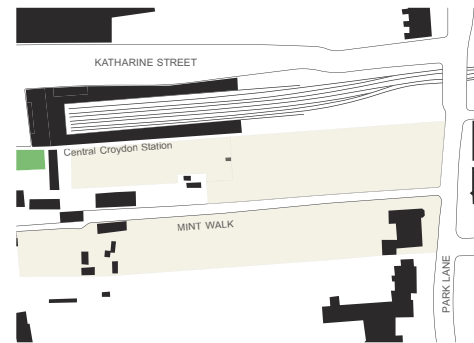 KATHARINE STREET
Central Croydon Station
MINT WALK
PARK LANE